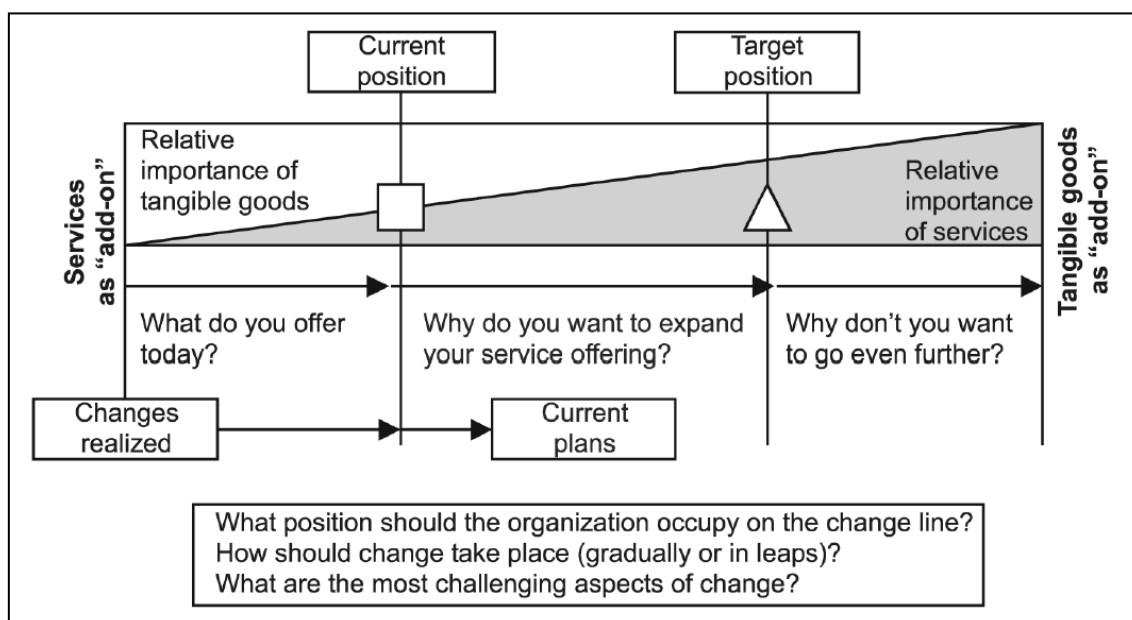 Current
position
Target
position
Services
as "add-on"
Relative
importance of
tangible goods
Relative
importance
of services
Tangible goods
as "add-on"
What do you offer
today?
Why do you want to expand
your service offering?
Why don't you want
to go even further?
Changes
realized
Current
plans
What position should the organization occupy on the change line?
How should change take place (gradually or in leaps)?
What are the most challenging aspects of change?